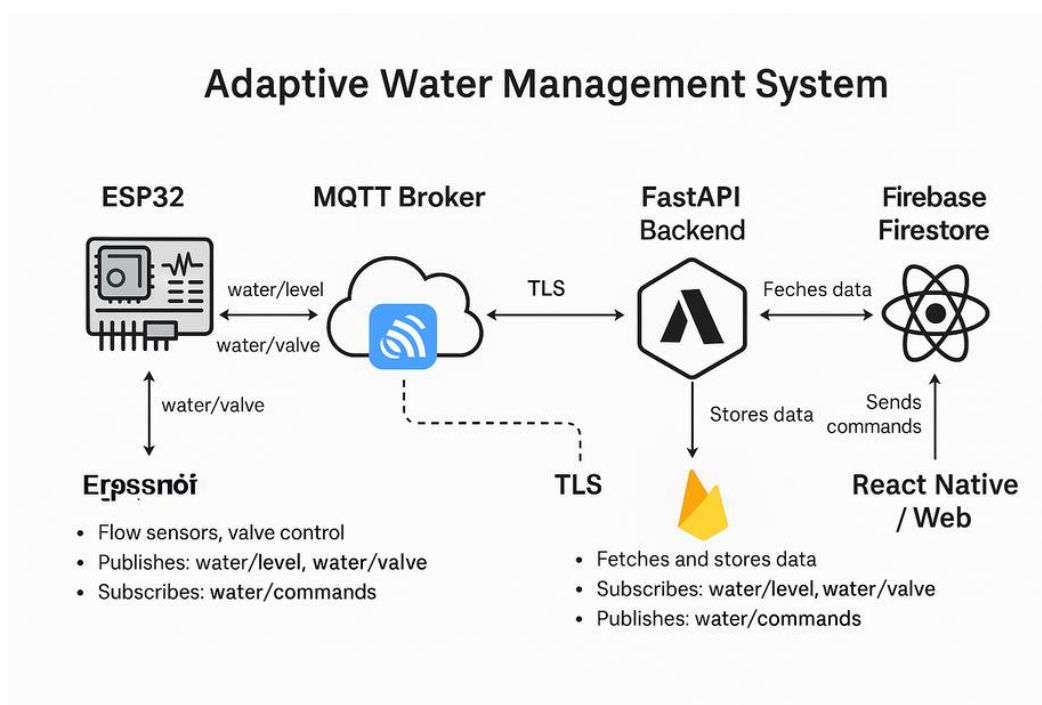 Adaptive Water Management System
ESP32
MQTT Broker
FastAPI
Backend
Firebase
Firestore
water/level
water/valve
TLS
Feches data
water/valve
Stores data
Sends
commands
TLS
React Native
/ Web
• Flow sensors, valve control
• Publishes: water/level, water/valve
• Subscribes: water/commands
• Fetches and stores data
• Subscribes: water/level, water/valve
• Publishes: water/commands